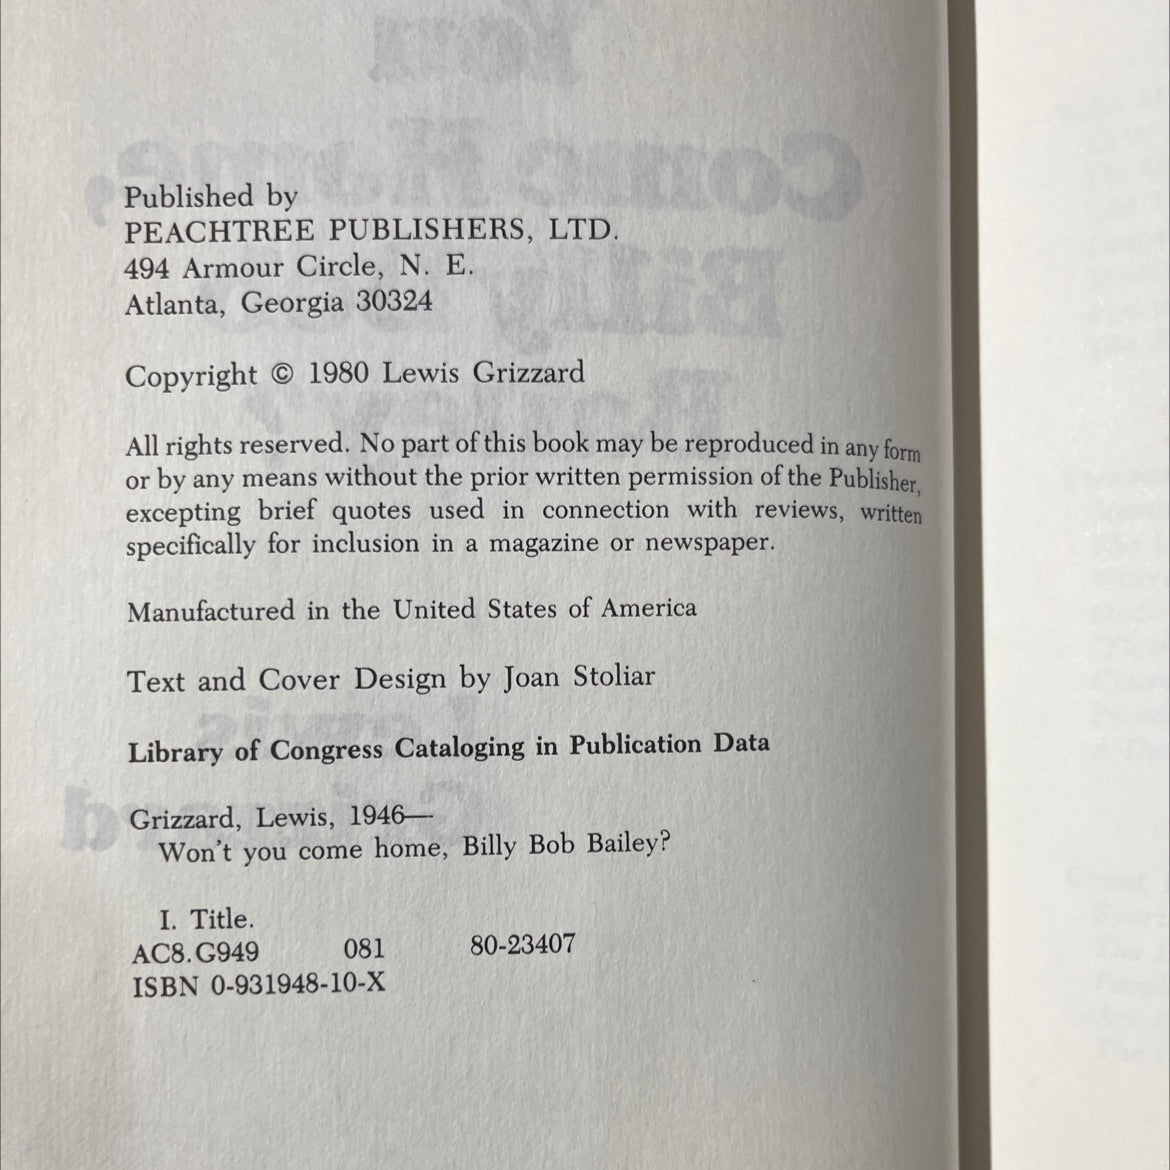 Published by
PEACHTREE PUBLISHERS, LTD.
494 Armour Circle, N. E.
Atlanta, Georgia 30324
Copyright © 1980 Lewis Grizzard
All rights reserved. No part of this book may be reproduced in any form
or by any means without the prior written permission of the Publisher,
excepting brief quotes used in connection with reviews, written
specifically for inclusion in a magazine or newspaper.
Manufactured in the United States of America
Text and Cover Design by Joan Stoliar
Library of Congress Cataloging in Publication Data
Grizzard, Lewis, 1946—
Won't you come home, Billy Bob Bailey?
I. Title.
AC8.G949 081 80-23407
ISBN 0-931948-10-X